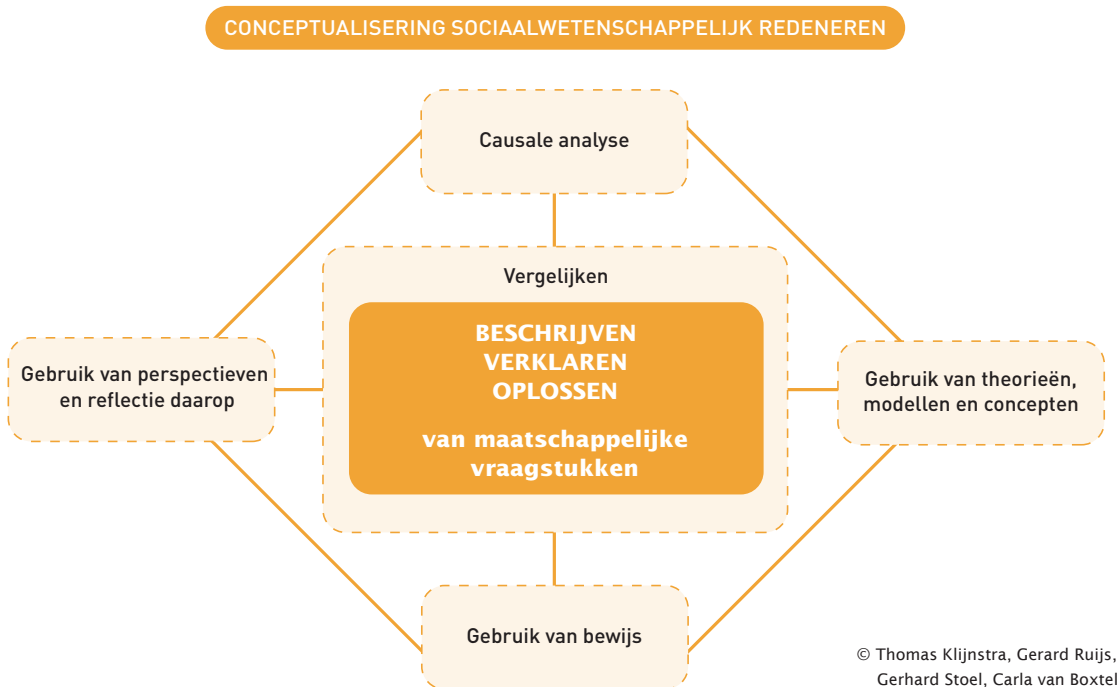 CONCEPTUALISERING SOCIAALWETENSCHAPPELIJK REDENEREN
Causale analyse
Vergelijken
BESCHRIJVEN
VERKLAREN
OPLOSSEN
van maatschappelijke
vraagstukken
Gebruik van perspectieven
en reflectie daarop
Gebruik van theorieën,
modellen en concepten
Gebruik van bewijs
© Thomas Klijnstra, Gerard Ruijs,
Gerhard Stoel, Carla van Boxtel